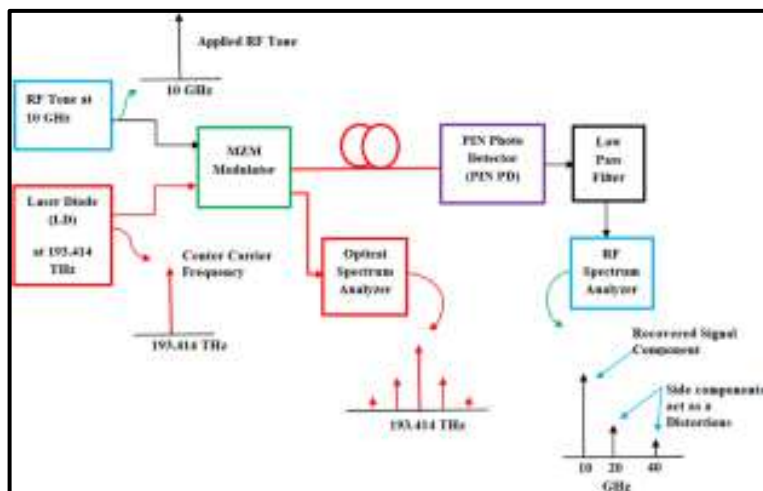 Applied RF Tone
10 GHz
RF Tone at
10 GHz
MZM
Modulator
PIN Photo
Detector
(PIN PD)
Low
Pass
Filter
Laser Diode
(LD)
at 193.414
THz
Center Carrier
Frequency
193.414 THz
Optical
Spectrum
Analyzer
RF
Spectrum
Analyzer
193.414 THz
Recovered Signal
Component
Side components
act as a
Distortions
10 20 40
GHz